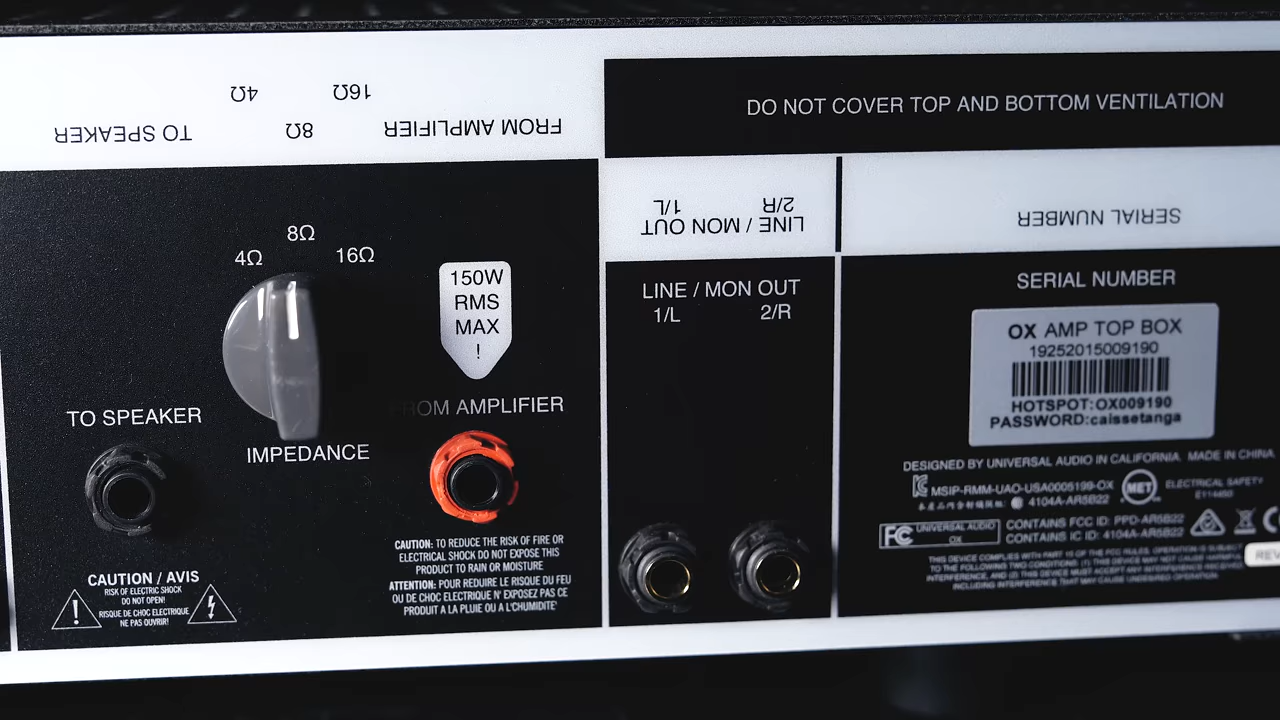 4Ω
16Ω
TO SPEAKER
8Ω
FROM AMPLIFIER
DO NOT COVER TOP AND BOTTOM VENTILATION
1/L
2/R
LINE / MON OUT
SERIAL NUMBER
8Ω
4Ω
16Ω
150W
RMS
MAX
!
TO SPEAKER
FROM AMPLIFIER
IMPEDANCE
CAUTION / AVIS
RISK OF ELECTRIC SHOCK
DO NOT OPEN!
RISQUE DE CHOC ELECTRIQUE
NE PAS OUVRIR!
CAUTION: TO REDUCE THE RISK OF FIRE OR
ELECTRICAL SHOCK DO NOT EXPOSE THIS
PRODUCT TO RAIN OR MOISTURE
ATTENTION: POUR REDUIRE LE RISQUE DU FEU
OU DE CHOC ELECTRIQUE N' EXPOSEZ PAS CE
PRODUIT A LA PLUIE OU A L'HUMIDITE'
LINE / MON OUT
1/L
2/R
SERIAL NUMBER
OX AMP TOP BOX
19252015009190
HOTSPOT:OX009190
PASSWORD:caissetanga
DESIGNED BY UNIVERSAL AUDIO IN CALIFORNIA. MADE IN CHINA
MSIP-RMM-UAO-USA0005199-OX
MET
ELECTRICAL SAFETY
4104A-AR5B22
FC
UNIVERSAL AUDIO
OX
CONTAINS FCC ID: PPD-AR5B22
CONTAINS IC ID: 4104A-AR5B22
THIS DEVICE COMPLIES WITH PART 15 OF THE FCC RULES. OPERATION IS SUBJECT
TO THE FOLLOWING TWO CONDITIONS: (1) THIS DEVICE MAY NOT CAUSE HARMFUL
INTERFERENCE, AND (2) THIS DEVICE MUST ACCEPT ANY INTERFERENCE RECEIVED
INCLUDING INTERFERENCE THAT MAY CAUSE UNDESIRED OPERATION.
REV